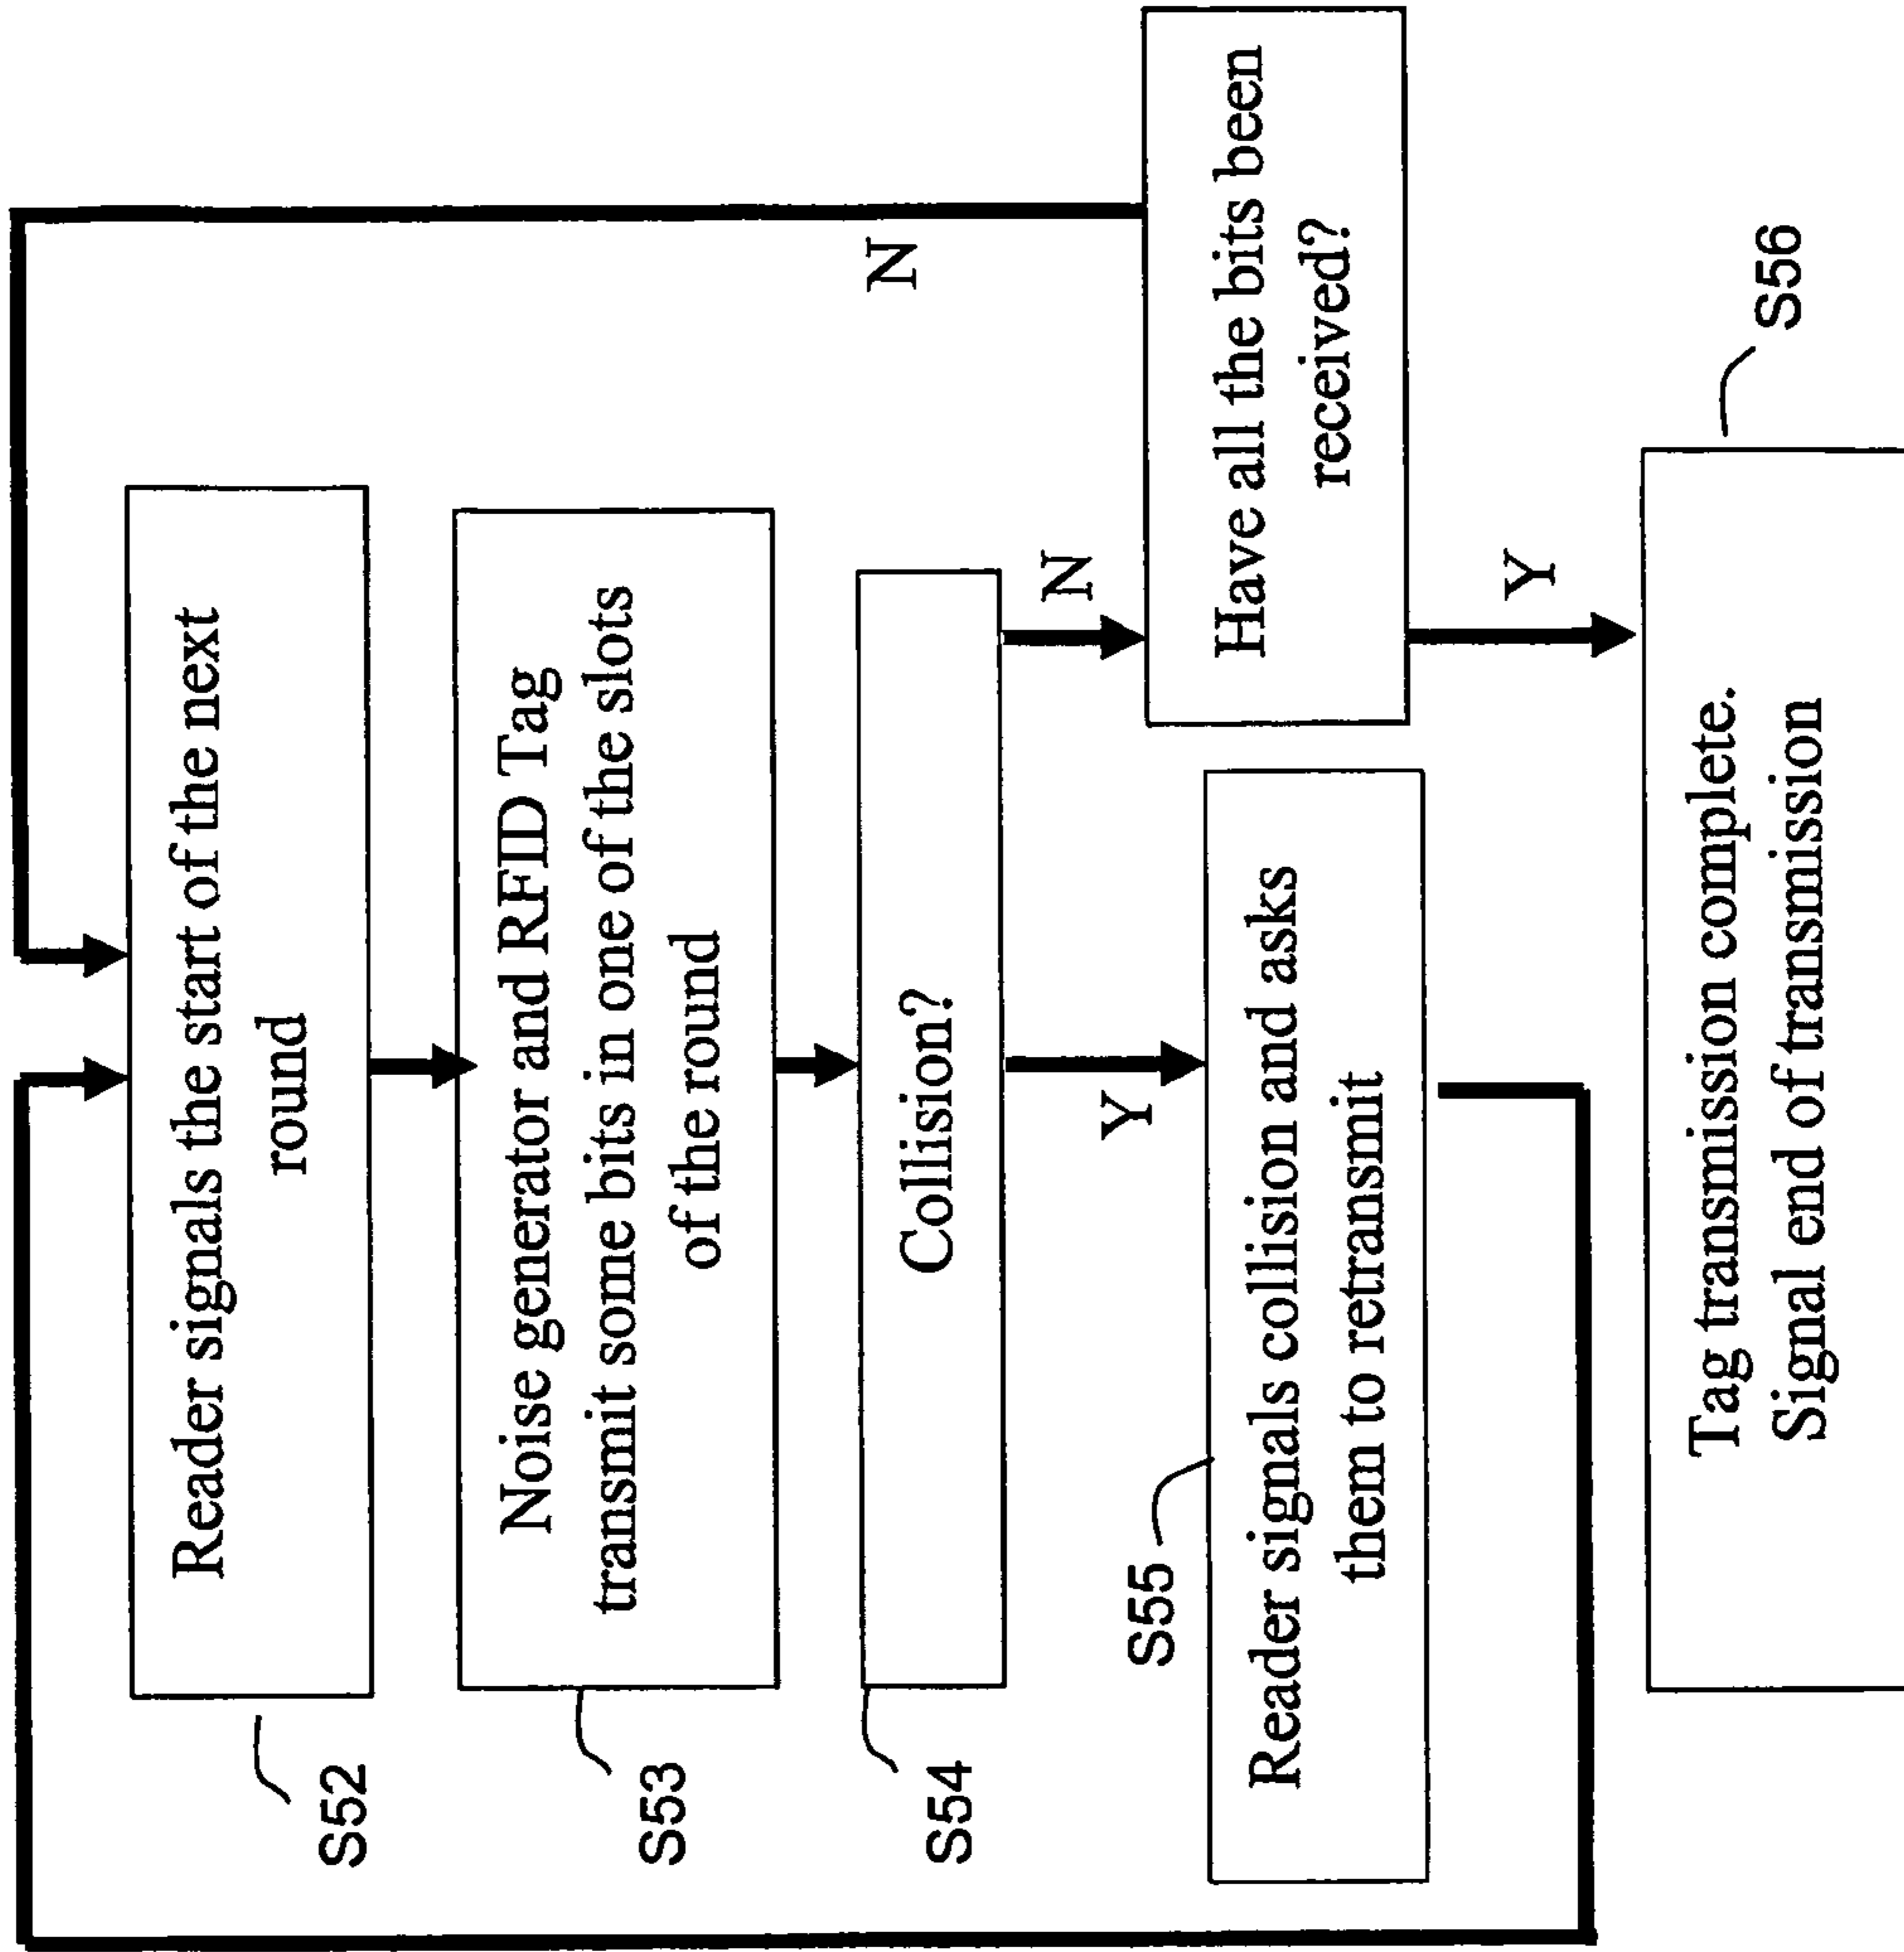 Reader signals the start of the next
round
S52
Noise generator and RFID Tag
transmit some bits in one of the slots
of the round
S53
Collision?
S54
N
Y
N
S55
Reader signals collision and asks
them to retransmit
Have all the bits been
received?
Y
S56
Tag transmission complete.
Signal end of transmission